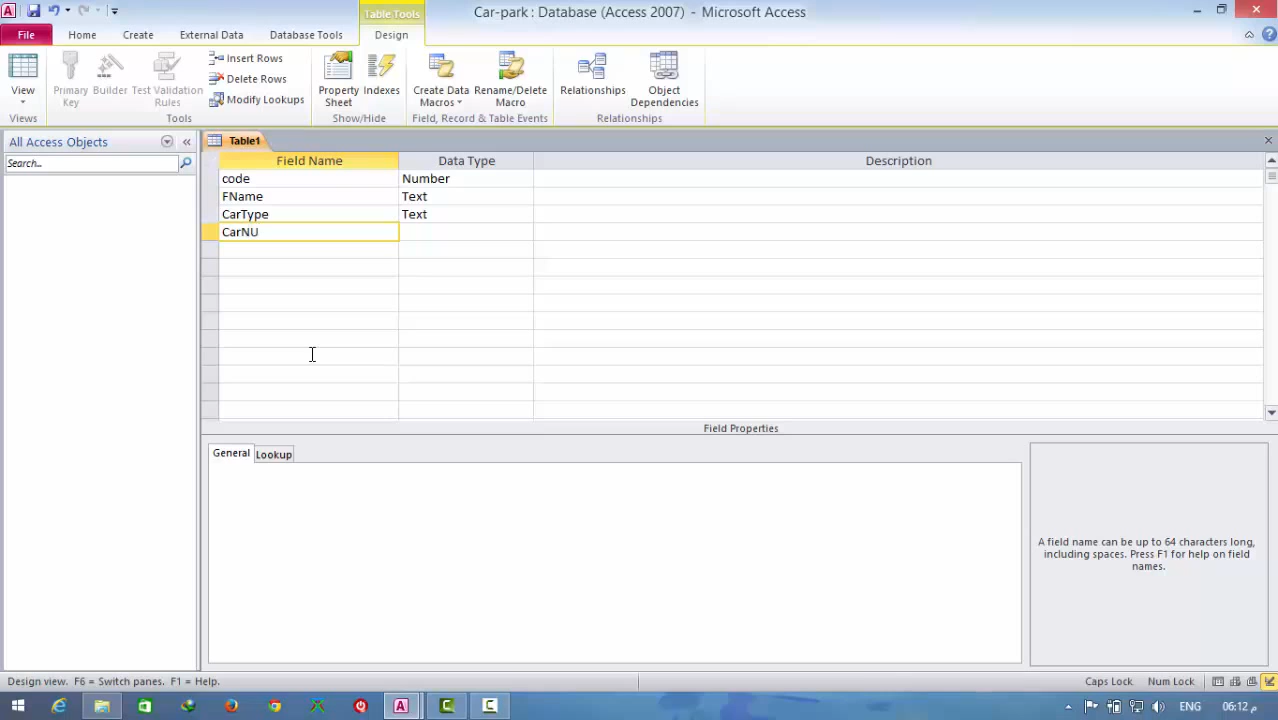 Car-park : Database (Access 2007) - Microsoft Access
Table Tools
File Home Create External Data Database Tools Design
View
Primary Key
Builder
Test Validation Rules
Insert Rows
Delete Rows
Modify Lookups
Property Sheet
Indexes
Create Data Macros
Rename/Delete Macro
Relationships
Object Dependencies
Views
Tools
Show/Hide
Field, Record & Table Events
Relationships
All Access Objects
Search...
Table1
Field Name Data Type Description
code Number
FName Text
CarType Text
CarNU
Field Properties
General Lookup
A field name can be up to 64 characters long,
including spaces. Press F1 for help on field
names.
Design view. F6 = Switch panes. F1 = Help.
Caps Lock Num Lock
ENG 06:12 م